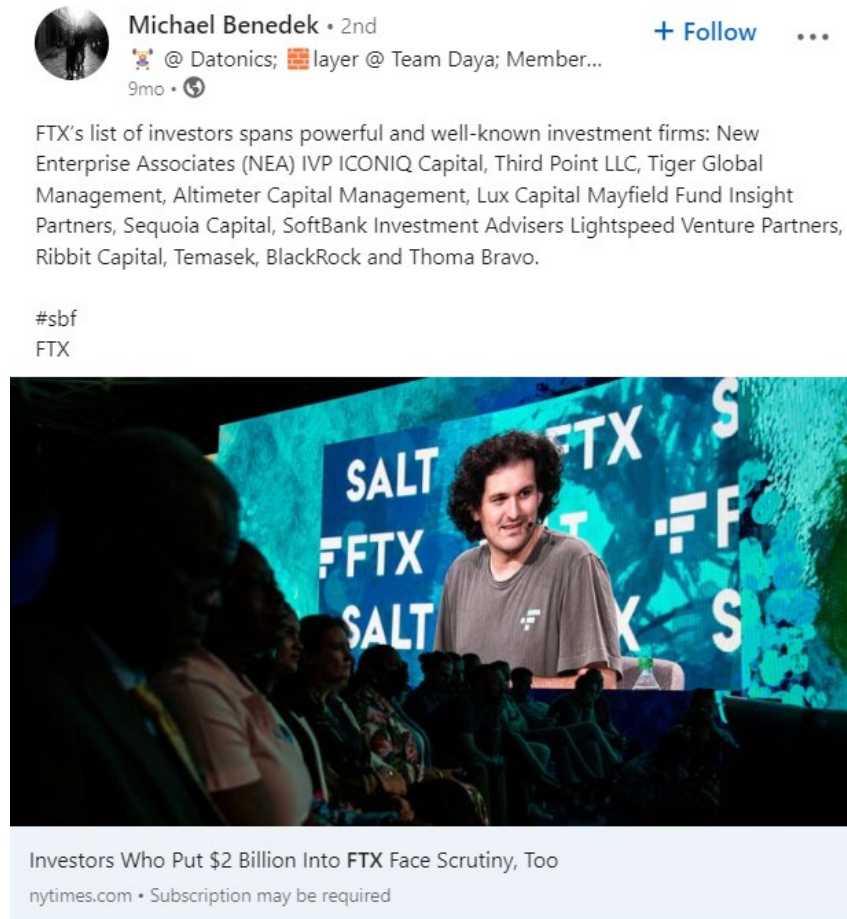 Michael Benedek • 2nd
+ Follow
@ Datonics; layer @ Team Daya; Member...
9mo •
FTX’s list of investors spans powerful and well-known investment firms: New
Enterprise Associates (NEA) IVP ICONIQ Capital, Third Point LLC, Tiger Global
Management, Altimeter Capital Management, Lux Capital Mayfield Fund Insight
Partners, Sequoia Capital, SoftBank Investment Advisers Lightspeed Venture Partners,
Ribbit Capital, Temasek, BlackRock and Thoma Bravo.
#sbf
FTX
SALT FTX S
FTX F
SALT X S
Investors Who Put $2 Billion Into FTX Face Scrutiny, Too
nytimes.com • Subscription may be required